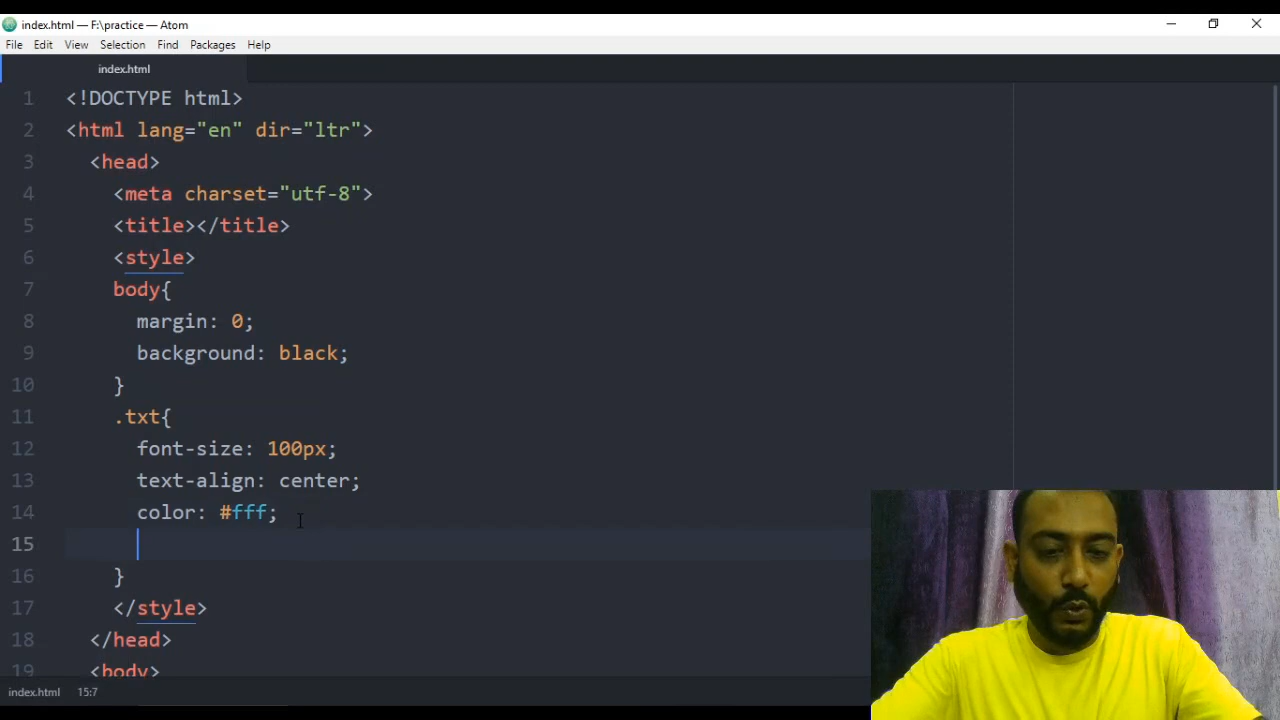 index.html — F:\practice — Atom
File Edit View Selection Find Packages Help
index.html
1 <!DOCTYPE html>
2 <html lang="en" dir="ltr">
3 <head>
4 <meta charset="utf-8">
5 <title></title>
6 <style>
7 body{
8 margin: 0;
9 background: black;
10 }
11 .txt{
12 font-size: 100px;
13 text-align: center;
14 color: #fff;
15
16 }
17 </style>
18 </head>
19 <body>
index.html 15:7